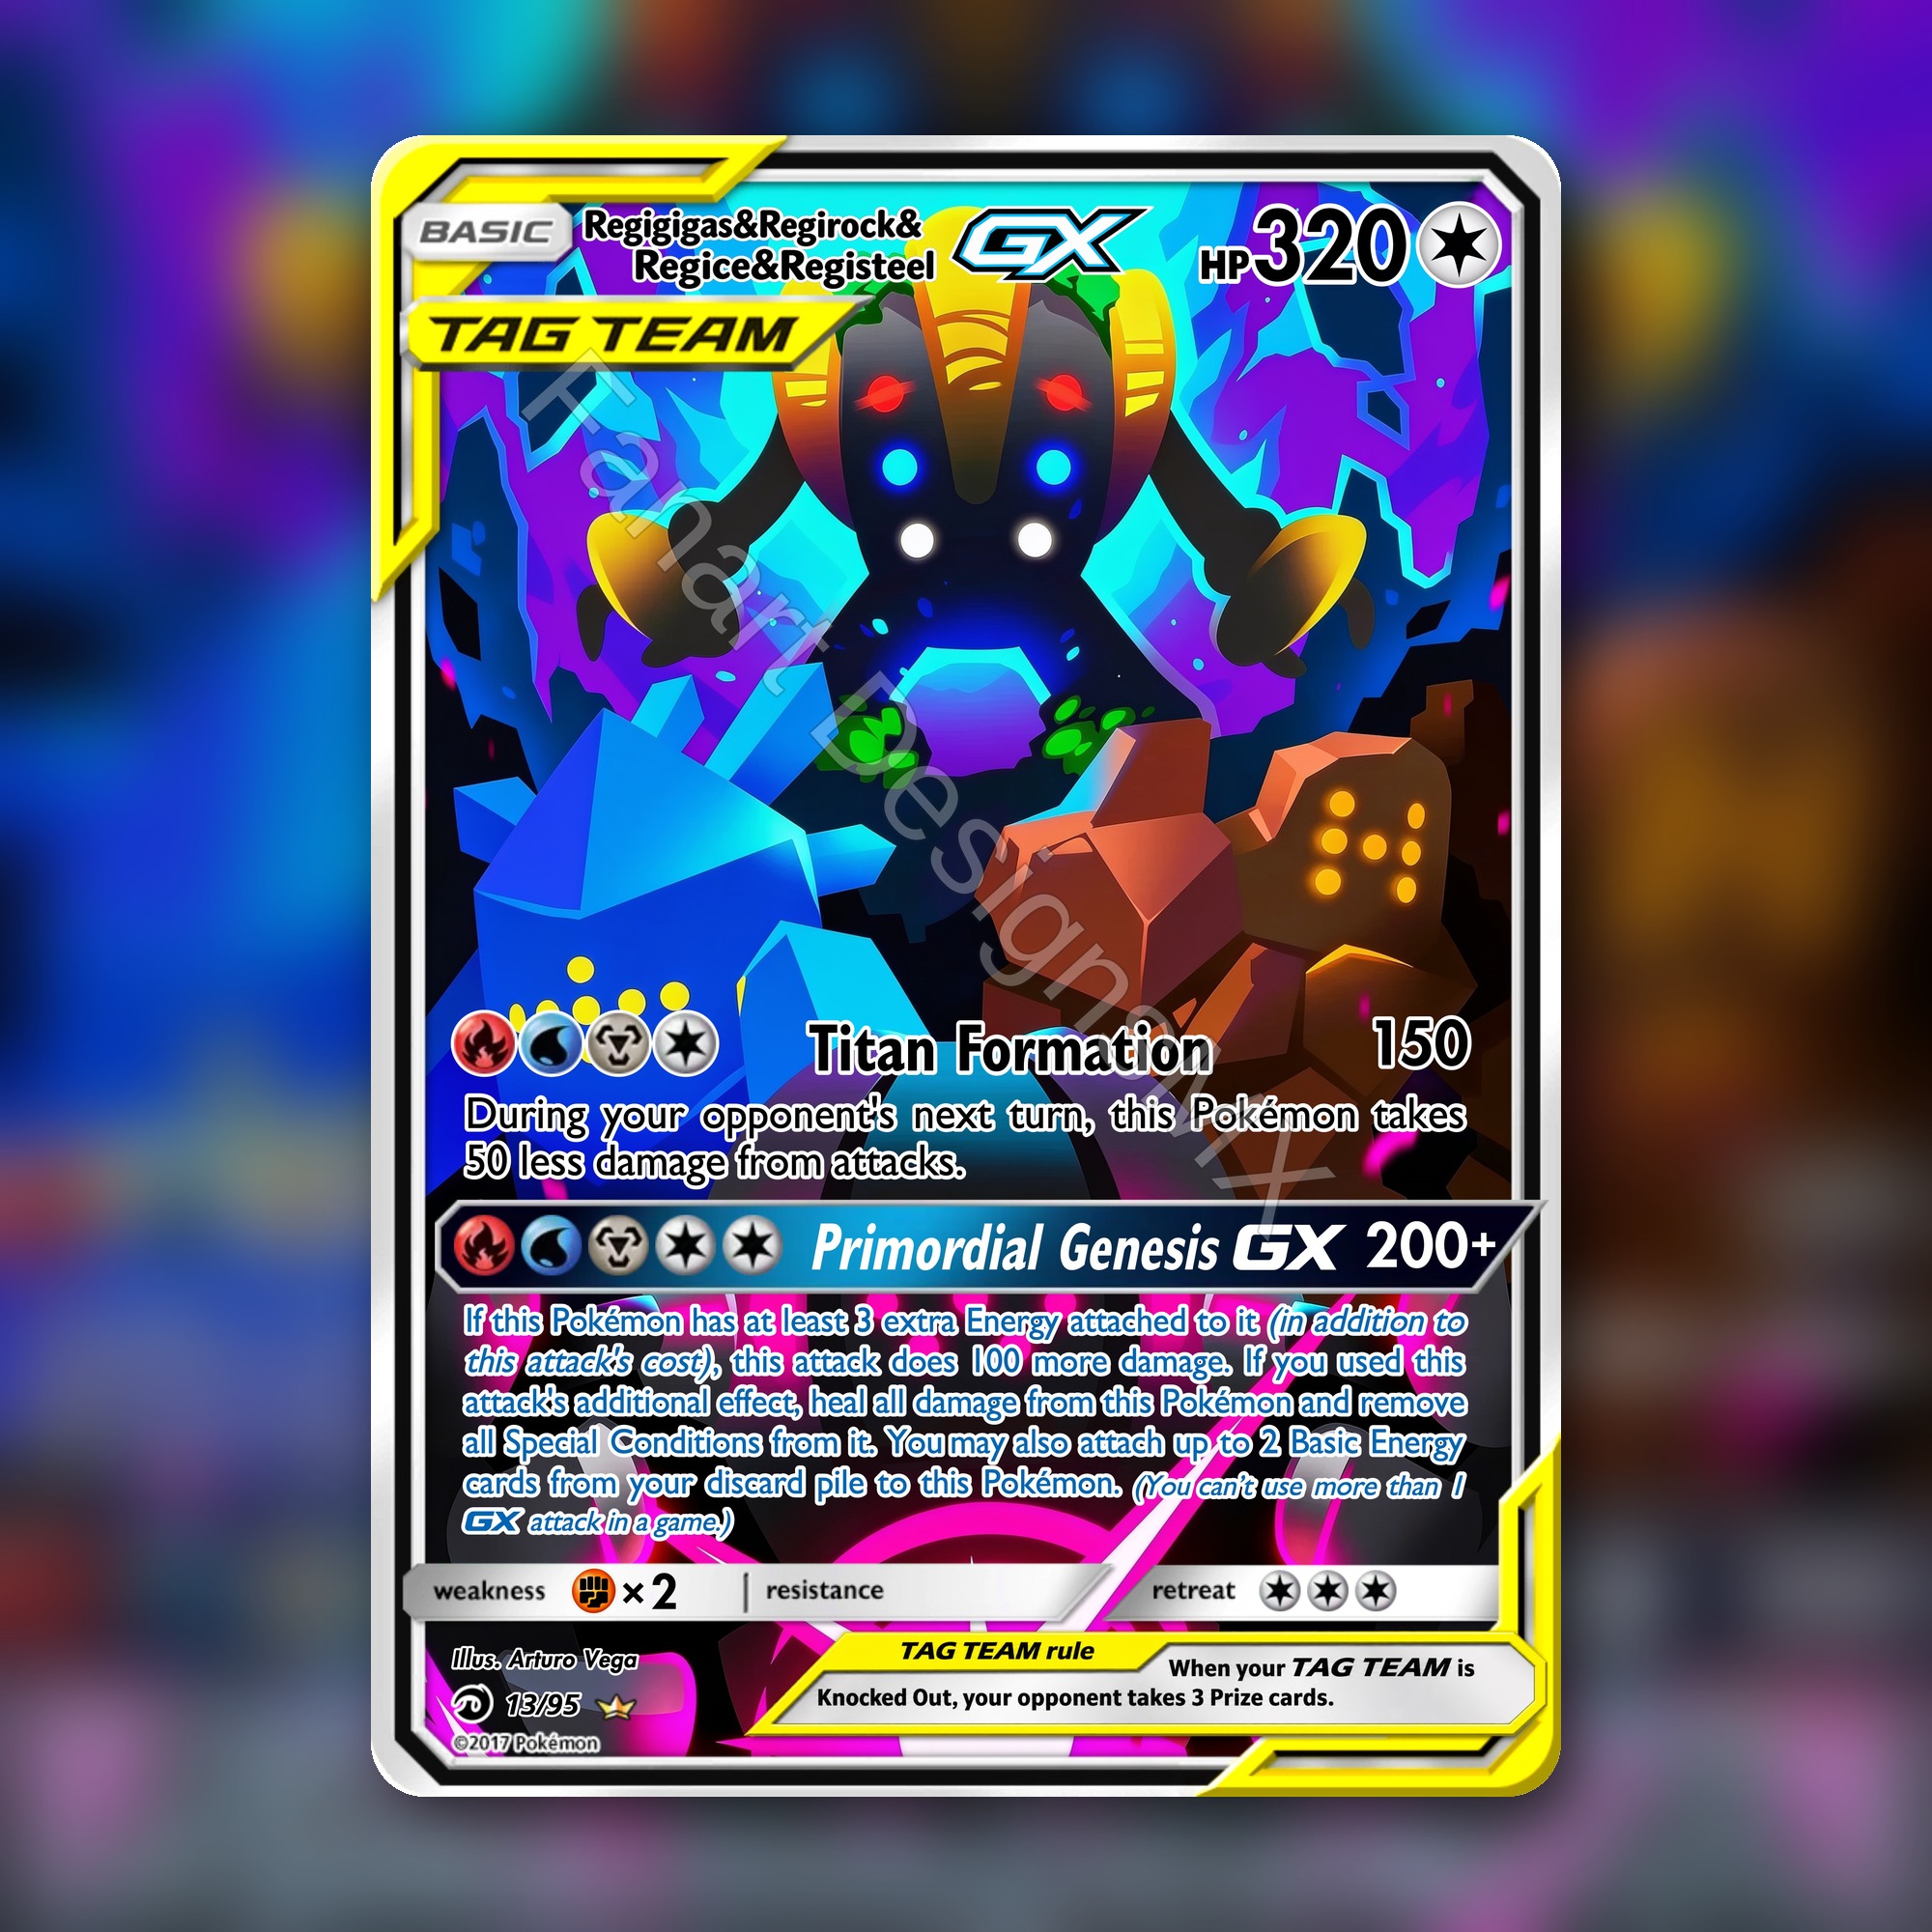 BASIC
Regigigas&Regirock&
Regice&Registeel
GX
HP320
TAG TEAM
Titan Formation 150
During your opponent's next turn, this Pokémon takes
50 less damage from attacks.
Primordial Genesis GX 200+
If this Pokémon has at least 3 extra Energy attached to it (in addition to
this attack's cost), this attack does 100 more damage. If you used this
attack's additional effect, heal all damage from this Pokémon and remove
all Special Conditions from it. You may also attach up to 2 Basic Energy
cards from your discard pile to this Pokémon. (You can't use more than 1
GX attack in a game.)
weakness ×2 resistance retreat
TAG TEAM rule
When your TAG TEAM is
Knocked Out, your opponent takes 3 Prize cards.
Illus. Arturo Vega
13/95
©2017 Pokémon
Fanart DesignsMX